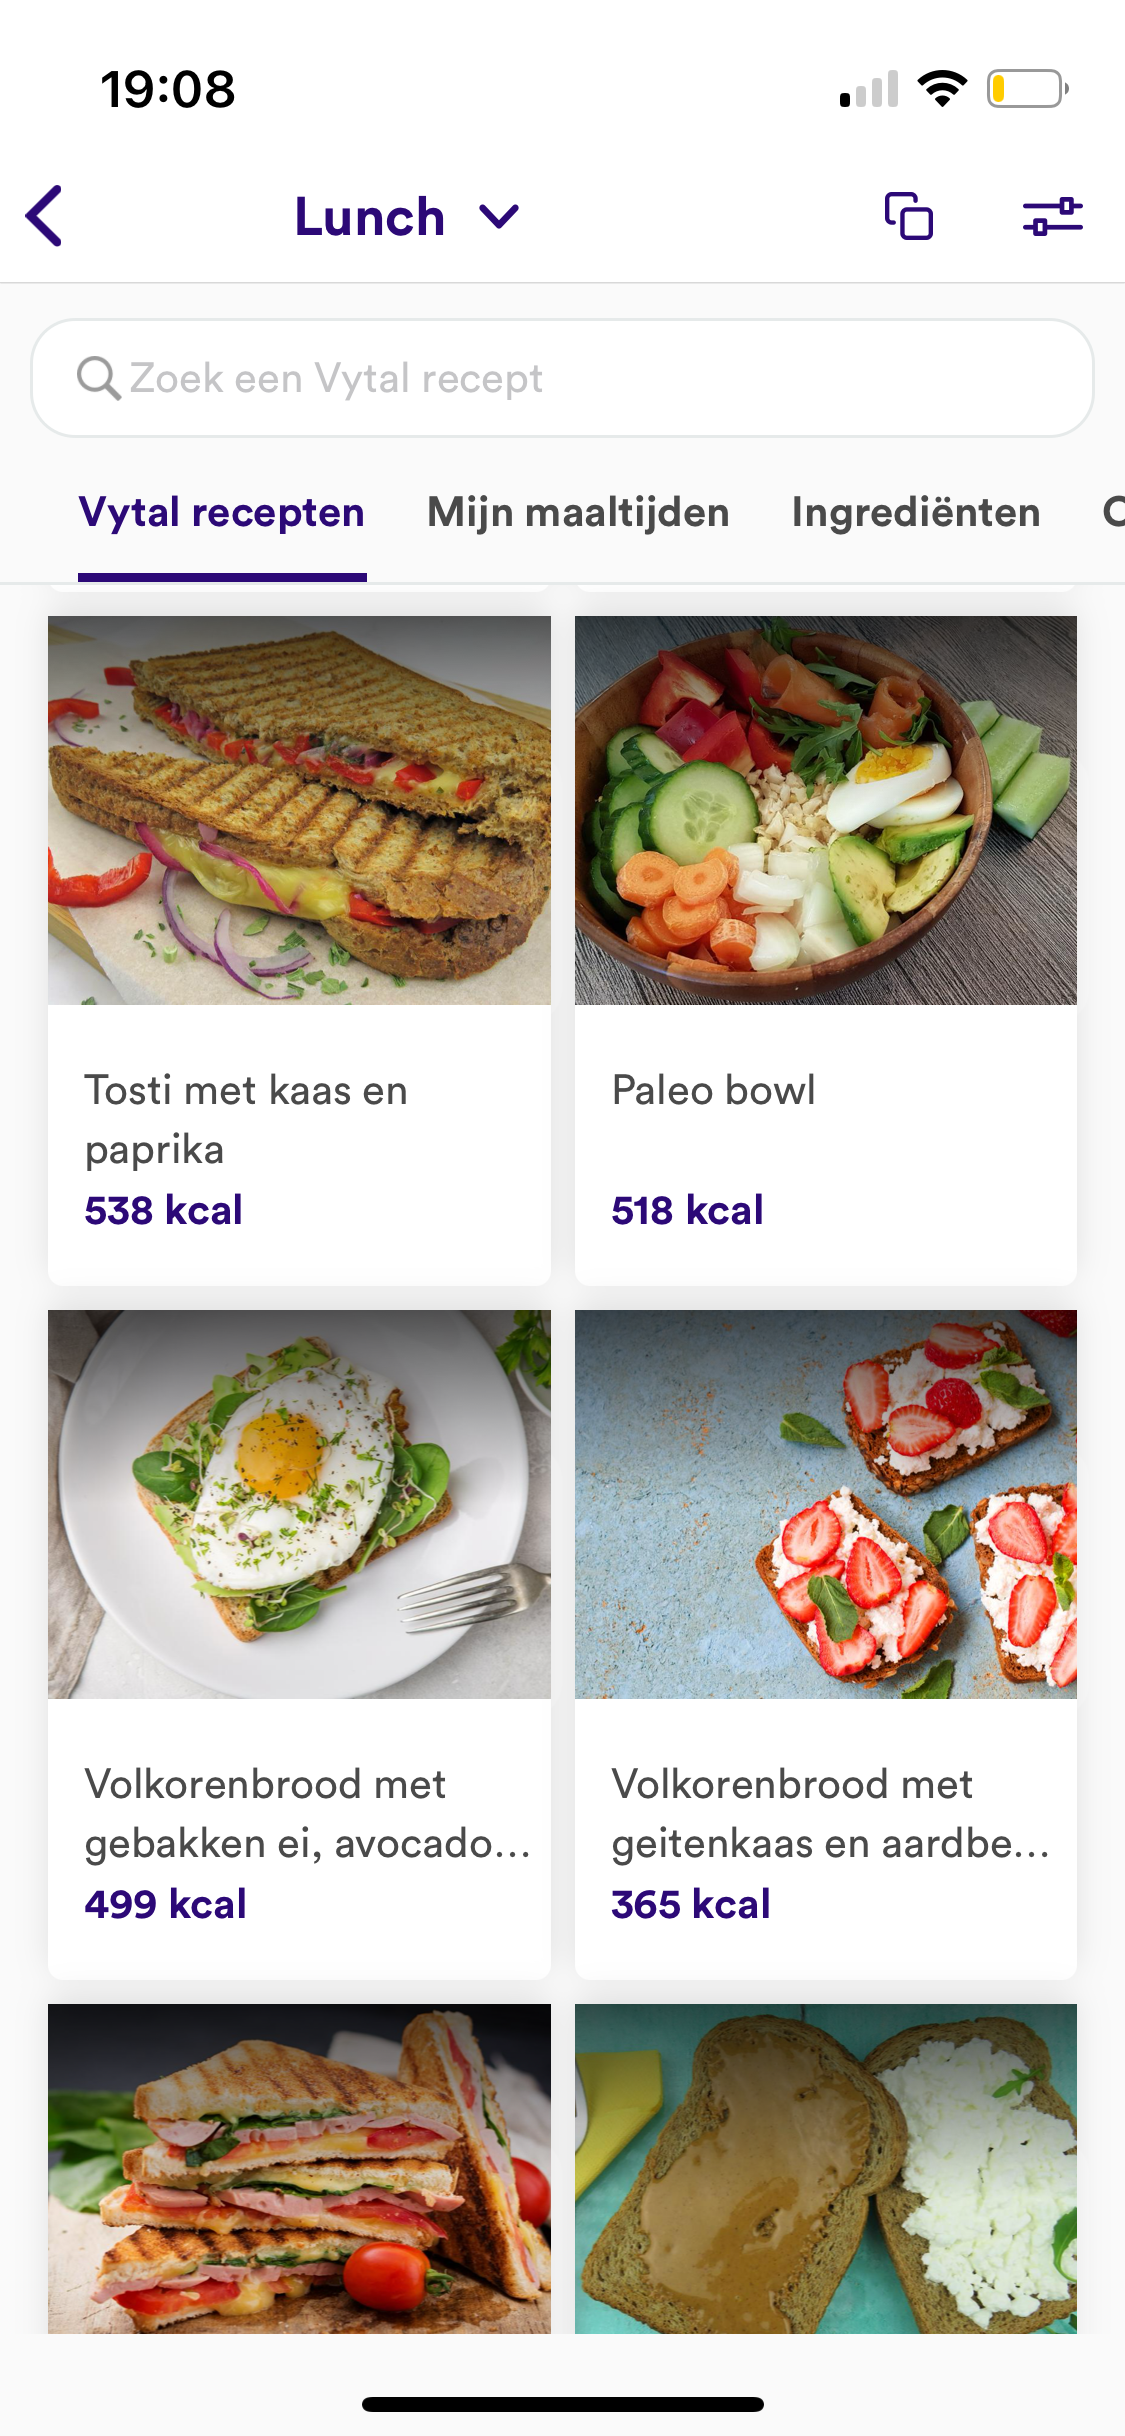 19:08
Lunch
Zoek een Vytal recept
Vytal recepten Mijn maaltijden Ingrediënten
Tosti met kaas en
paprika
538 kcal
Paleo bowl
518 kcal
Volkorenbrood met
gebakken ei, avocado...
499 kcal
Volkorenbrood met
geitenkaas en aardbe...
365 kcal